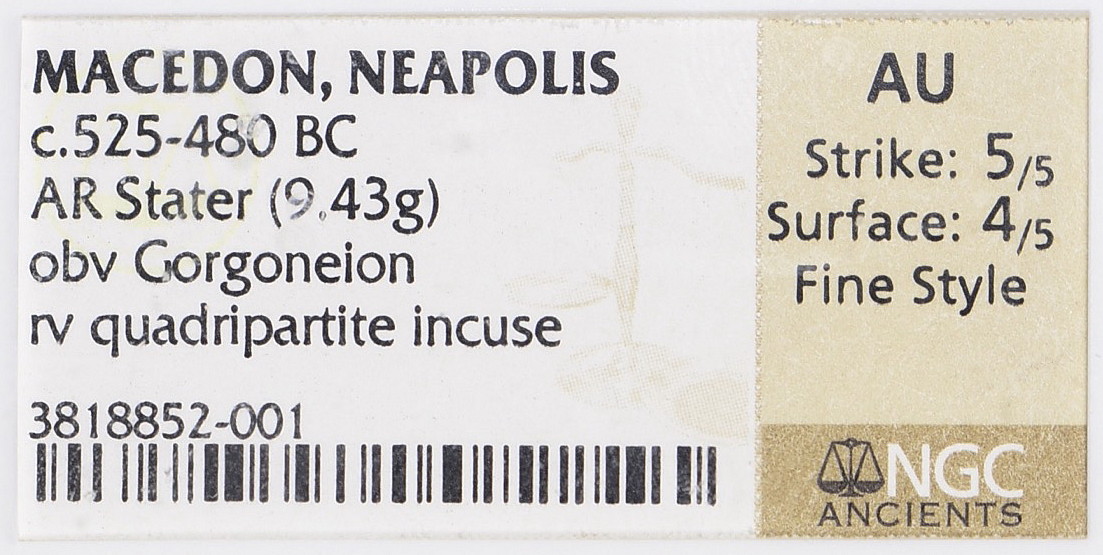 MACEDON, NEAPOLIS
c.525-480 BC
AR Stater (9.43g)
obv Gorgoneion
rv quadripartite incuse
3818852-001
AU
Strike: 5/5
Surface: 4/5
Fine Style
NGC
ANCIENTS